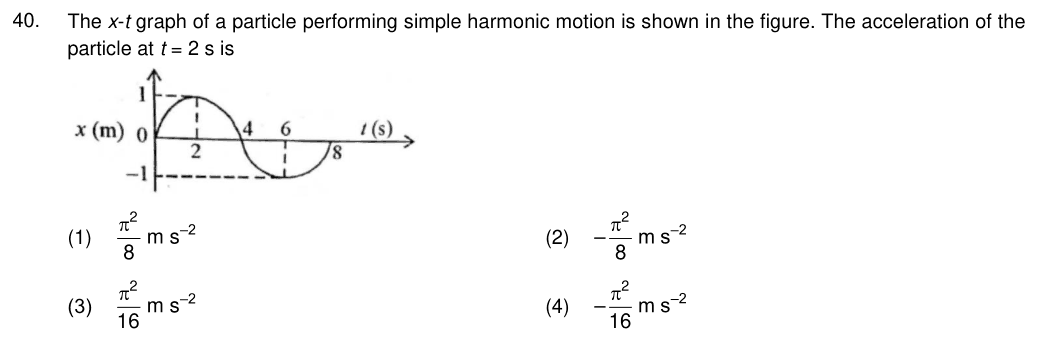 40. The x-t graph of a particle performing simple harmonic motion is shown in the figure. The acceleration of the
particle at t = 2 s is
1
x (m) 0 4 6 t (s)
2 8
−1
(1) π²/8 m s⁻² (2) −π²/8 m s⁻²
(3) π²/16 m s⁻² (4) −π²/16 m s⁻²